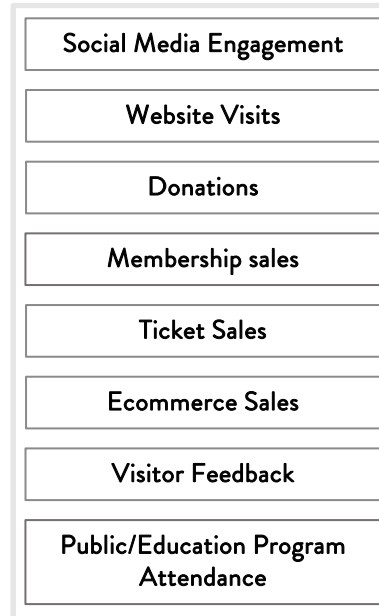 Social Media Engagement
Website Visits
Donations
Membership sales
Ticket Sales
Ecommerce Sales
Visitor Feedback
Public/Education Program
Attendance